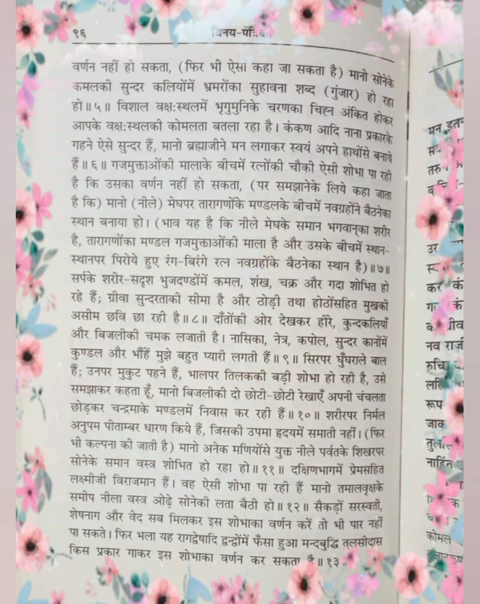 ९६ विनय-पत्रिका
वर्णन नहीं हो सकता, (फिर भी ऐसा कहा जा सकता है) मानो सोनेके
कमलकी सुन्दर कलियोंमें भ्रमरोंका सुहावना शब्द (गुंजार) हो रहा
हो॥५॥ विशाल वक्षःस्थलमें भृगुमुनिके चरणका चिह्न अंकित होकर
आपके वक्षःस्थलकी कोमलता बतला रहा है। कंकण आदि नाना प्रकारके
गहने ऐसे सुन्दर हैं, मानो ब्रह्माजीने मन लगाकर स्वयं अपने हाथोंसे बनाये
हैं॥६॥ गजमुक्ताओंकी मालाके बीचमें रत्नोंकी चौकी ऐसी शोभा पा रही
है कि उसका वर्णन नहीं हो सकता, (पर समझानेके लिये कहा जाता
है कि) मानो (नीले) मेघपर तारागणोंके मण्डलके बीचमें नवग्रहोंने बैठनेका
स्थान बनाया हो। (भाव यह है कि नीले मेघके समान भगवान्‌का शरीर
है, तारागणोंका मण्डल गजमुक्ताओंकी माला है और उसके बीचमें स्थान-
स्थानपर पिरोये हुए रंग-बिरंगे रत्न नवग्रहोंके बैठनेका स्थान है)॥७॥
सर्पके शरीर-सदृश भुजदण्डोंमें कमल, शंख, चक्र और गदा शोभित हो
रहे हैं; ग्रीवा सुन्दरताकी सीमा है और ठोड़ी तथा होठोंसहित मुखकी
असीम छवि छा रही है॥८॥ दाँतोंकी ओर देखकर हीरे, कुन्दकलियाँ
और बिजलीकी चमक लजाती है। नासिका, नेत्र, कपोल, सुन्दर कानोंमें
कुण्डल और भौंहें मुझे बहुत प्यारी लगती हैं॥९॥ सिरपर घुँघराले बाल
हैं; उनपर मुकुट पहने हैं, भालपर तिलककी बड़ी शोभा हो रही है, उसे
समझाकर कहता हूँ, मानो बिजलीकी दो छोटी-छोटी रेखाएँ अपनी चंचलता
छोड़कर चन्द्रमाके मण्डलमें निवास कर रही हैं॥१०॥ शरीरपर निर्मल
अनुपम पीताम्बर धारण किये हैं, जिसकी उपमा हृदयमें समाती नहीं। (फिर
भी कल्पना की जाती है) मानो अनेक मणियोंसे युक्त नीले पर्वतके शिखरपर
सोनेके समान वस्त्र शोभित हो रहा हो॥११॥ दक्षिणभागमें प्रेमसहित
लक्ष्मीजी विराजमान हैं। वह ऐसी शोभा पा रही हैं मानो तमालवृक्षके
समीप नीला वस्त्र ओढ़े सोनेकी लता बैठी हो॥१२॥ सैकड़ों सरस्वती,
शेषनाग और वेद सब मिलकर इस शोभाका वर्णन करें तो भी पार नहीं
पा सकते। फिर भला यह रागद्वेषादि द्वन्द्वोंमें फँसा हुआ मन्दबुद्धि तुलसीदास
किस प्रकार गाकर इस शोभाका वर्णन कर सकता है॥१३॥